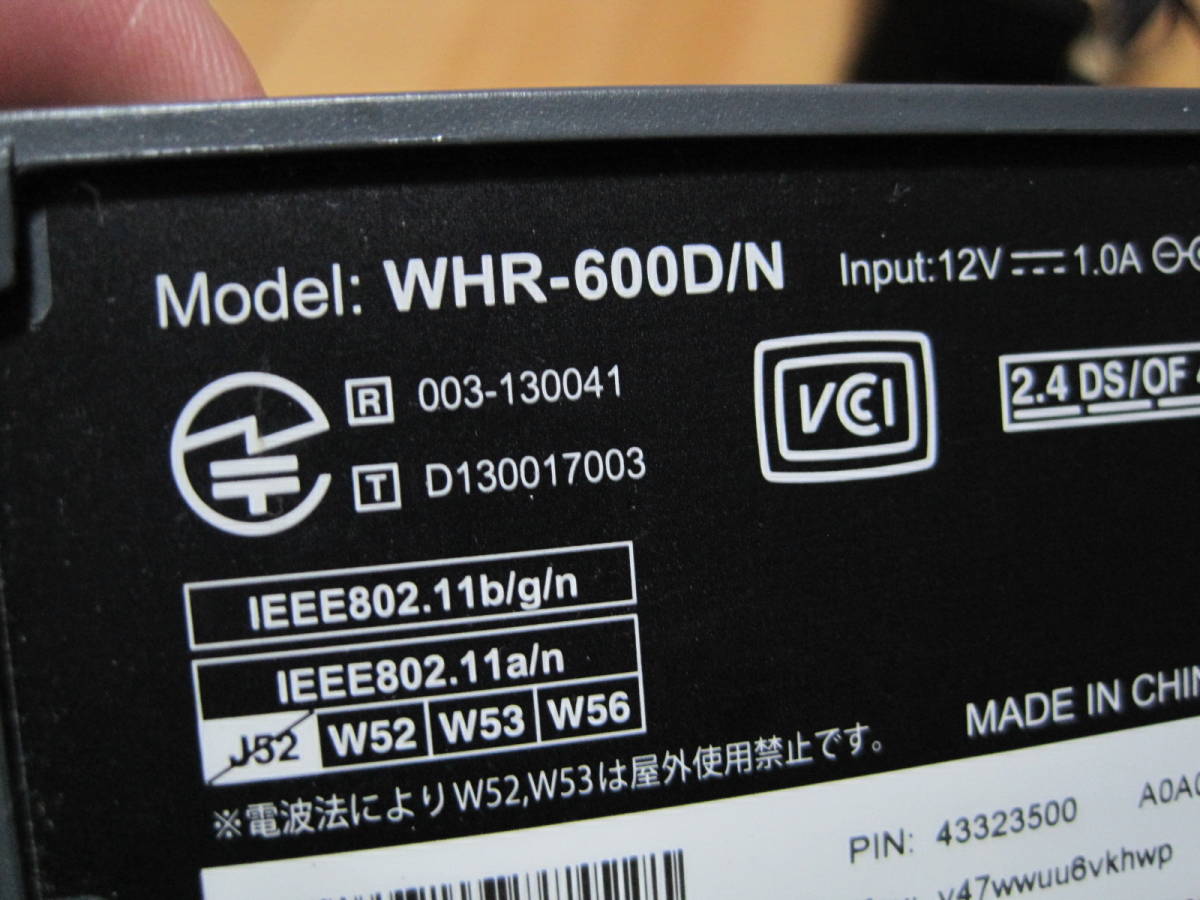 Model: WHR-600D/N
Input:12V 1.0A
R 003-130041
T D130017003
VCCI
2.4 DS/OF
IEEE802.11b/g/n
IEEE802.11a/n
J52 W52 W53 W56
※電波法によりW52,W53は屋外使用禁止です。
MADE IN
PIN: 43323500
v47wwuu6vkhwp